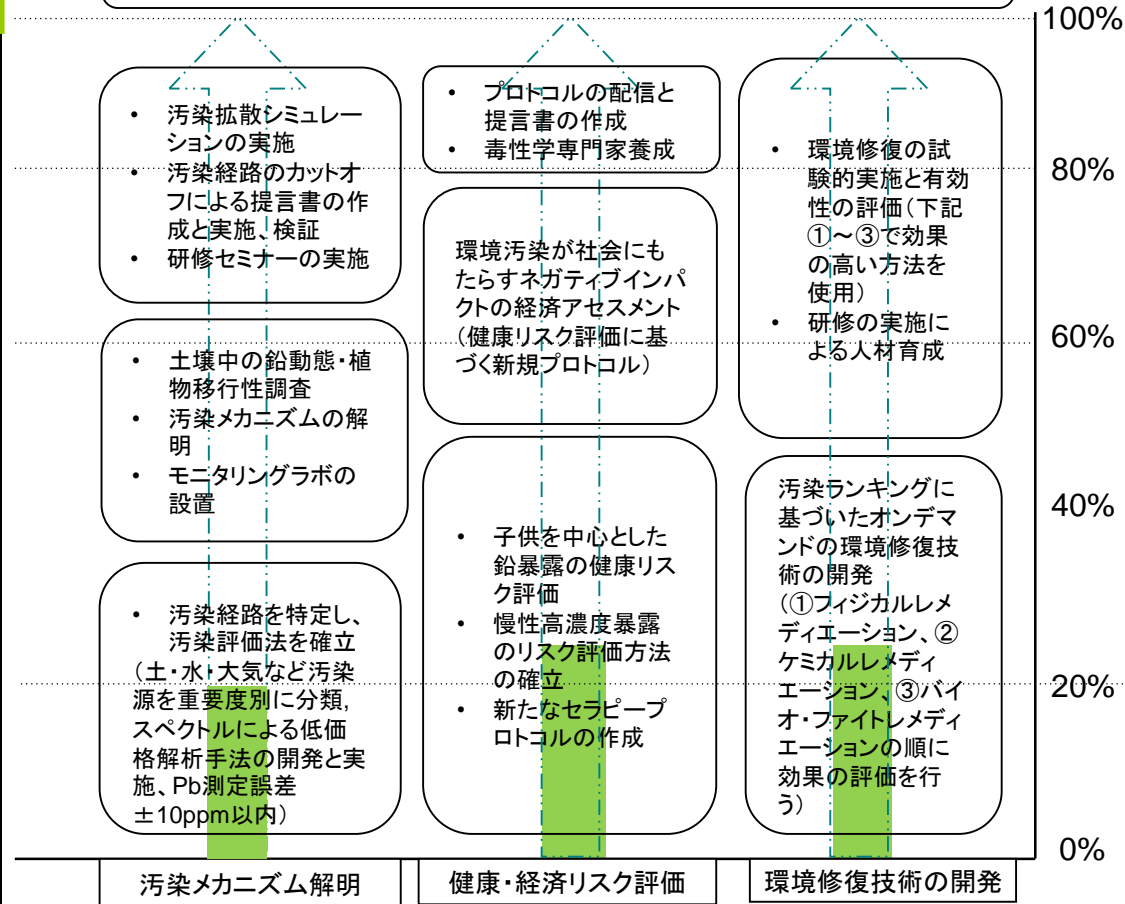 100%
80%
60%
40%
20%
0%
• 汚染拡散シミュレー
ションの実施
• 汚染経路のカットオ
フによる提言書の作
成と実施、検証
• 研修セミナーの実施
• 土壌中の鉛動態・植
物移行性調査
• 汚染メカニズムの解
明
• モニタリングラボの
設置
• 汚染経路を特定し、
汚染評価法を確立
（土・水・大気など汚染
源を重要度別に分類,
スペクトルによる低価
格解析手法の開発と実
施、Pb測定誤差
±10ppm以内）
汚染メカニズム解明
• プロトコルの配信と
提言書の作成
• 毒性学専門家養成
環境汚染が社会にも
たらすネガティブインパ
クトの経済アセスメント
（健康リスク評価に基
づく新規プロトコル）
• 子供を中心とした
鉛暴露の健康リス
ク評価
• 慢性高濃度暴露
のリスク評価方法
の確立
• 新たなセラピープ
ロトコルの作成
健康・経済リスク評価
• 環境修復の試
験的実施と有効
性の評価（下記
①～③で効果
の高い方法を
使用）
• 研修の実施に
よる人材育成
汚染ランキングに
基づいたオンデマ
ンドの環境修復技
術の開発
（①フィジカルレメ
ディエーション、②
ケミカルレメディ
エーション、③バイ
オ・ファイトレメディ
エーションの順に
効果の評価を行
う）
環境修復技術の開発